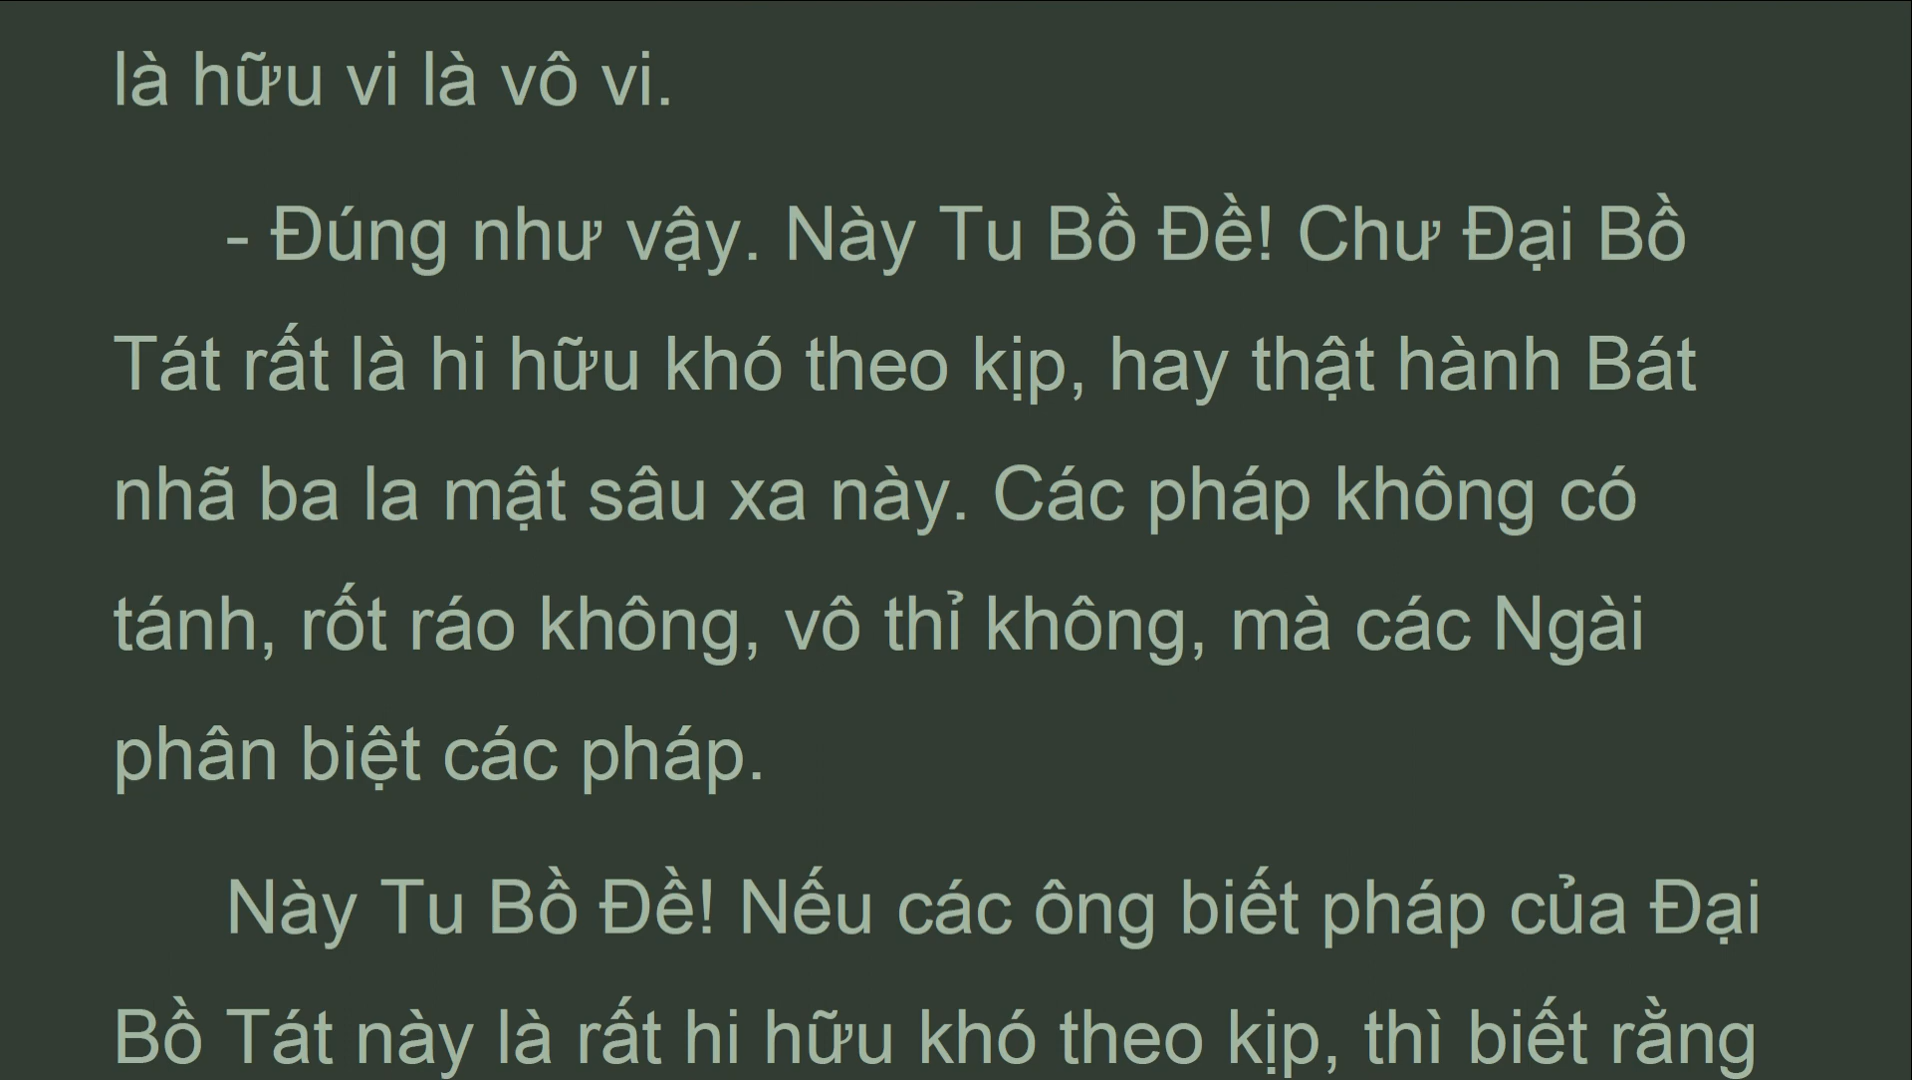 là hữu vi là vô vi.
- Đúng như vậy. Này Tu Bồ Đề! Chư Đại Bồ
Tát rất là hi hữu khó theo kịp, hay thật hành Bát
nhã ba la mật sâu xa này. Các pháp không có
tánh, rốt ráo không, vô thỉ không, mà các Ngài
phân biệt các pháp.
Này Tu Bồ Đề! Nếu các ông biết pháp của Đại
Bồ Tát này là rất hi hữu khó theo kịp, thì biết rằng